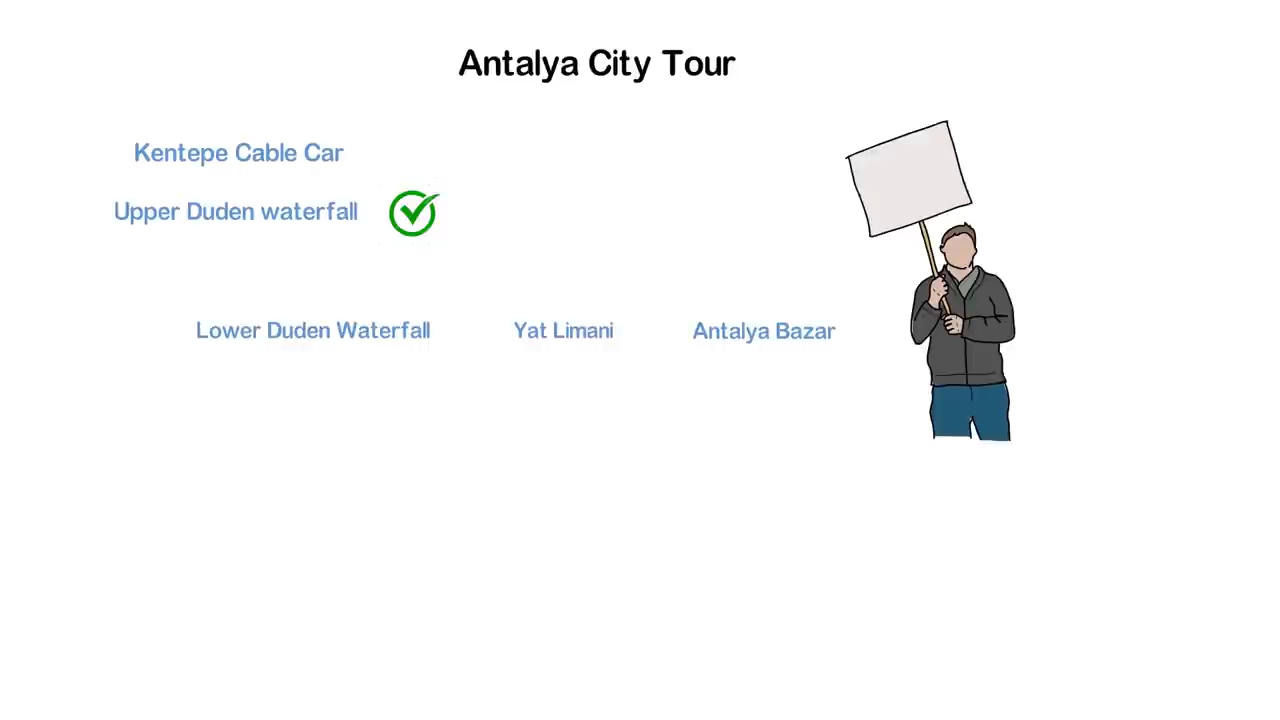 Antalya City Tour
Kentepe Cable Car
Upper Duden waterfall
Lower Duden Waterfall
Yat Limani
Antalya Bazar